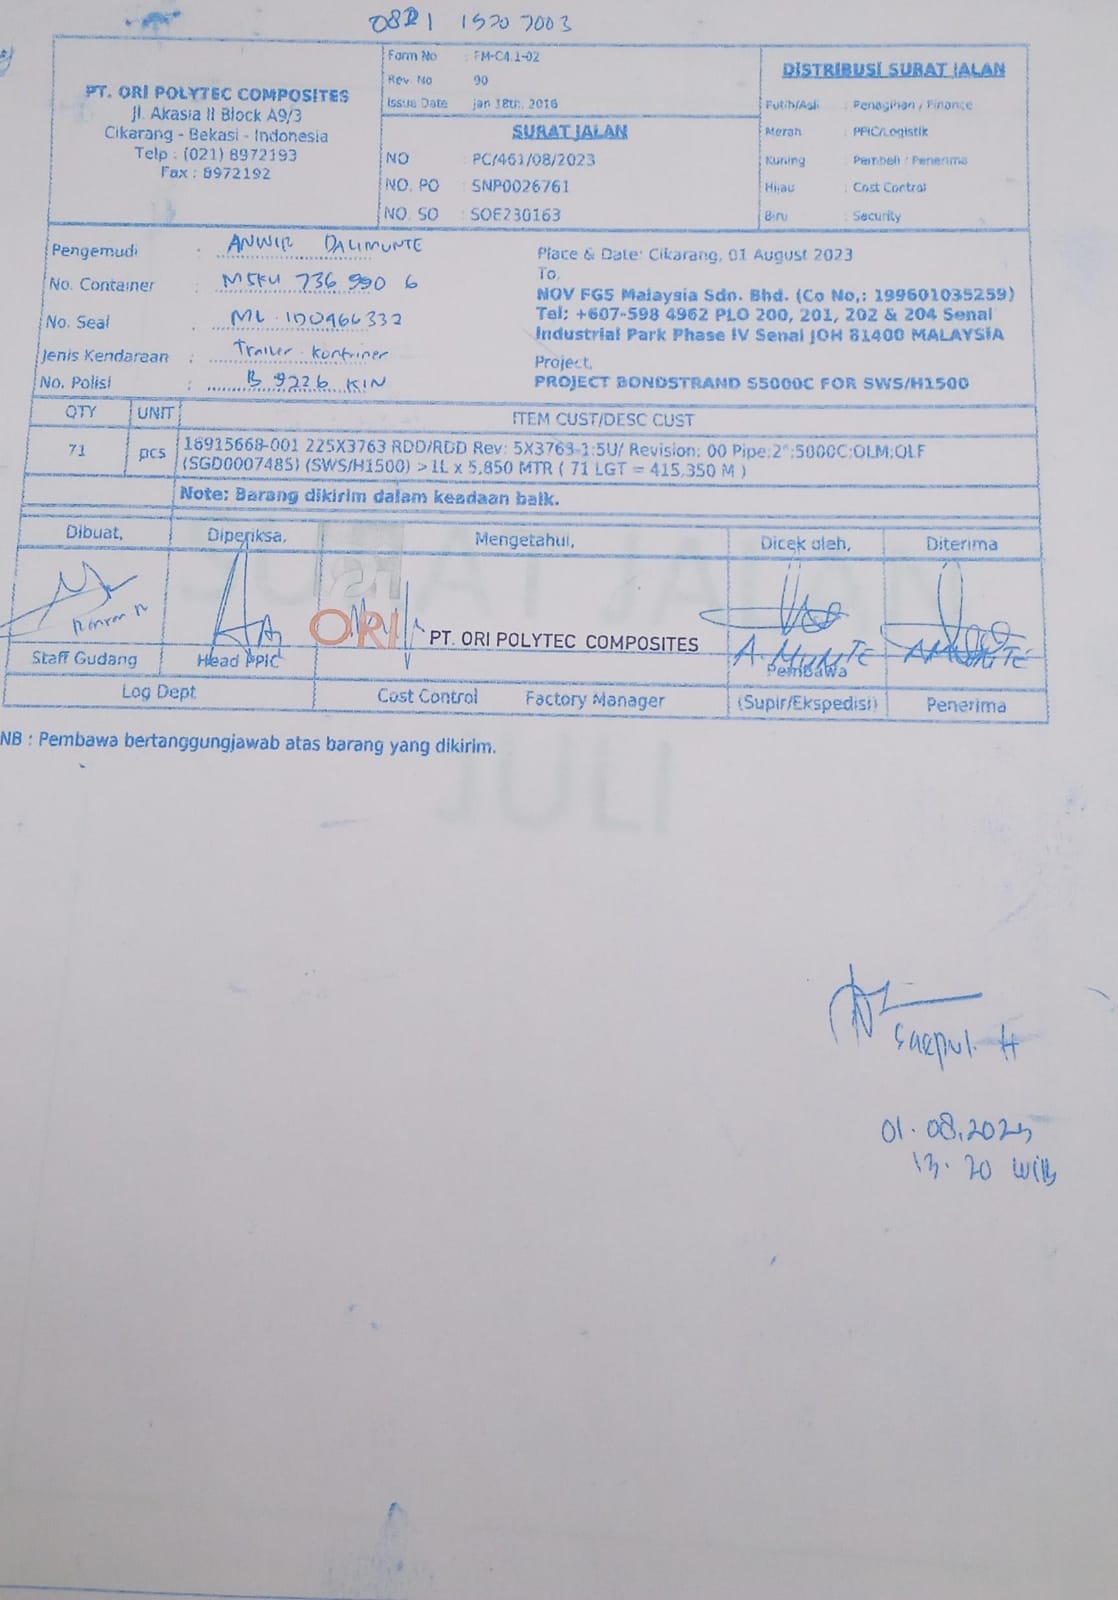 0821 1520 7003
PT. ORI POLYTEC COMPOSITES
Jl. Akasia II Block A9/3
Cikarang - Bekasi - Indonesia
Telp : (021) 8972193
Fax : 8972192
Form No : FM-C4.1-02
Rev. No 00
Issue Date jan 18th, 2016
SURAT JALAN
NO : PC/461/08/2023
NO. PO : SNP0026761
NO. SO : SOE230163
DISTRIBUSI SURAT JALAN
Putih/Asli : Penagihan / Finance
Merah : PPIC/Logistik
Kuning : Pembeli / Penerima
Hijau : Cost Control
Biru : Security
Pengemudi : ANWIR DALIMUNTE
No. Container : MSKU 736 990 6
No. Seal : ML-ID0466332
Jenis Kendaraan : Trailer kontainer
No. Polisi : B 9226 KIN
Place & Date: Cikarang, 01 August 2023
To,
NOV FGS Malaysia Sdn. Bhd. (Co No,: 199601035259)
Tel: +607-598 4962 PLO 200, 201, 202 & 204 Senai
Industrial Park Phase IV Senai JOH 81400 MALAYSIA
Project,
PROJECT BONDSTRAND S5000C FOR SWS/H1500
QTY UNIT ITEM CUST/DESC CUST
71 pcs 16915668-001 225X3763 RDD/RDD Rev: 5X3763-1:5U/ Revision: 00 Pipe:2":5000C:OLM:OLF
(SGD0007485) (SWS/H1500) >1L x 5,850 MTR ( 71 LGT = 415,350 M )
Note: Barang dikirim dalam keadaan baik.
Dibuat, Diperiksa, Mengetahui, Dicek oleh, Diterima
ORI PT. ORI POLYTEC COMPOSITES
A. MUNTE
Staff Gudang Head PPIC Pembawa
Log Dept Cost Control Factory Manager (Supir/Ekspedisi) Penerima
NB : Pembawa bertanggungjawab atas barang yang dikirim.
JULI
Saepul. H
01.08.2023
13.20 WIB